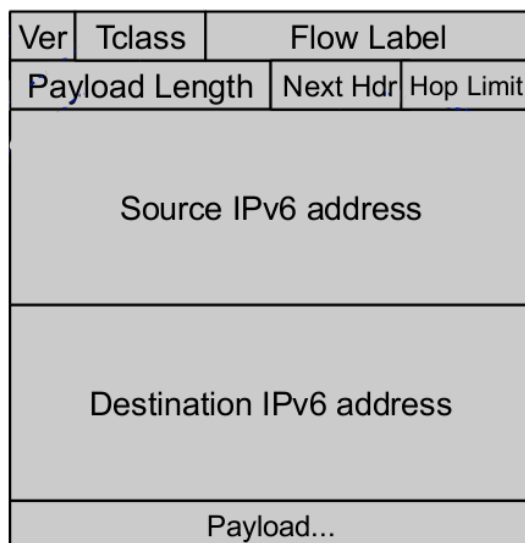 Ver Tclass Flow Label
Payload Length Next Hdr Hop Limit
Source IPv6 address
Destination IPv6 address
Payload...